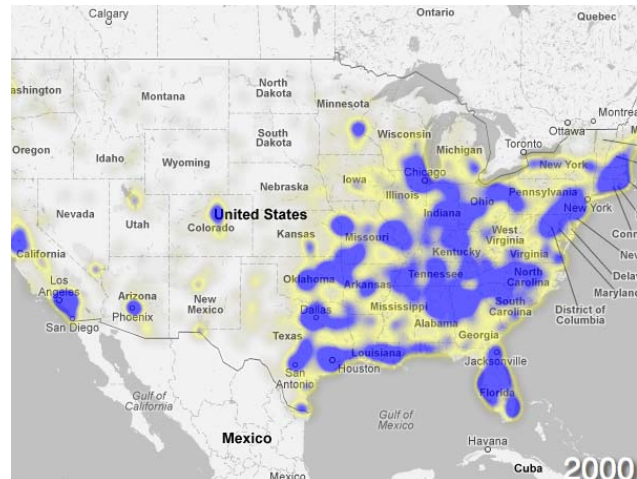 Calgary
Ontario
Quebec
ashington
Montana
North
Dakota
Minnesota
Ottawa
Montrea
Oregon
Idaho
Wyoming
South
Dakota
Wisconsin
Michigan
Toronto
New York
Nebraska
Iowa
Chicago
Illinois
Indiana
Ohio
Pennsylvania
New York
Nevada
Utah
United States
Colorado
Kansas
Missouri
West
Virginia
Virginia
Conn
New
Dela
Maryland
District of
Columbia
California
Los
Angeles
San Diego
Arizona
Phoenix
New
Mexico
Oklahoma
Arkansas
Kentucky
Tennessee
North
Carolina
South
Carolina
Dallas
Mississippi
Alabama
Georgia
Texas
Louisiana
San
Antonio
Houston
Jacksonville
Florida
Gulf of
California
Mexico
Gulf of
Mexico
Havana
Cuba
2000